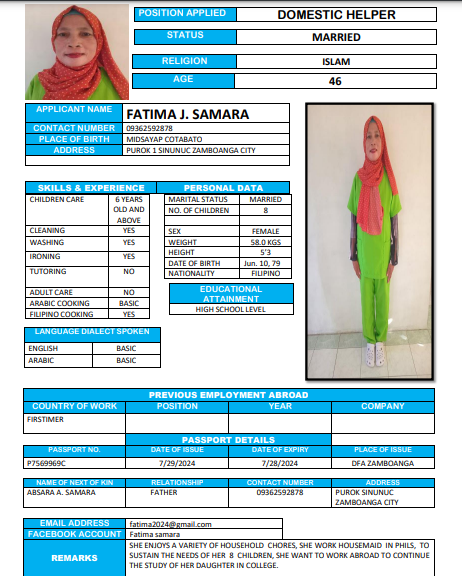 POSITION APPLIED DOMESTIC HELPER
STATUS MARRIED
RELIGION ISLAM
AGE 46
APPLICANT NAME FATIMA J. SAMARA
CONTACT NUMBER 09362592878
PLACE OF BIRTH MIDSAYAP COTABATO
ADDRESS PUROK 1 SINUNUC ZAMBOANGA CITY
SKILLS & EXPERIENCE
CHILDREN CARE 6 YEARS OLD AND ABOVE
CLEANING YES
WASHING YES
IRONING YES
TUTORING NO
ADULT CARE NO
ARABIC COOKING BASIC
FILIPINO COOKING YES
PERSONAL DATA
MARITAL STATUS MARRIED
NO. OF CHILDREN 8
SEX FEMALE
WEIGHT 58.0 KGS
HEIGHT 5'3
DATE OF BIRTH Jun. 10, 79
NATIONALITY FILIPINO
EDUCATIONAL
ATTAINMENT
HIGH SCHOOL LEVEL
LANGUAGE DIALECT SPOKEN
ENGLISH BASIC
ARABIC BASIC
PREVIOUS EMPLOYMENT ABROAD
COUNTRY OF WORK POSITION YEAR COMPANY
FIRSTIMER
PASSPORT DETAILS
PASSPORT NO. DATE OF ISSUE DATE OF EXPIRY PLACE OF ISSUE
P7569969C 7/29/2024 7/28/2024 DFA ZAMBOANGA
NAME OF NEXT OF KIN RELATIONSHIP CONTACT NUMBER ADDRESS
ABSARA A. SAMARA FATHER 09362592878 PUROK SINUNUC
ZAMBOANGA CITY
EMAIL ADDRESS fatima2024@gmail.com
FACEBOOK ACCOUNT Fatima samara
REMARKS
SHE ENJOYS A VARIETY OF HOUSEHOLD CHORES, SHE WORK HOUSEMAID IN PHILS, TO
SUSTAIN THE NEEDS OF HER 8 CHILDREN, SHE WANT TO WORK ABROAD TO CONTINUE
THE STUDY OF HER DAUGHTER IN COLLEGE.